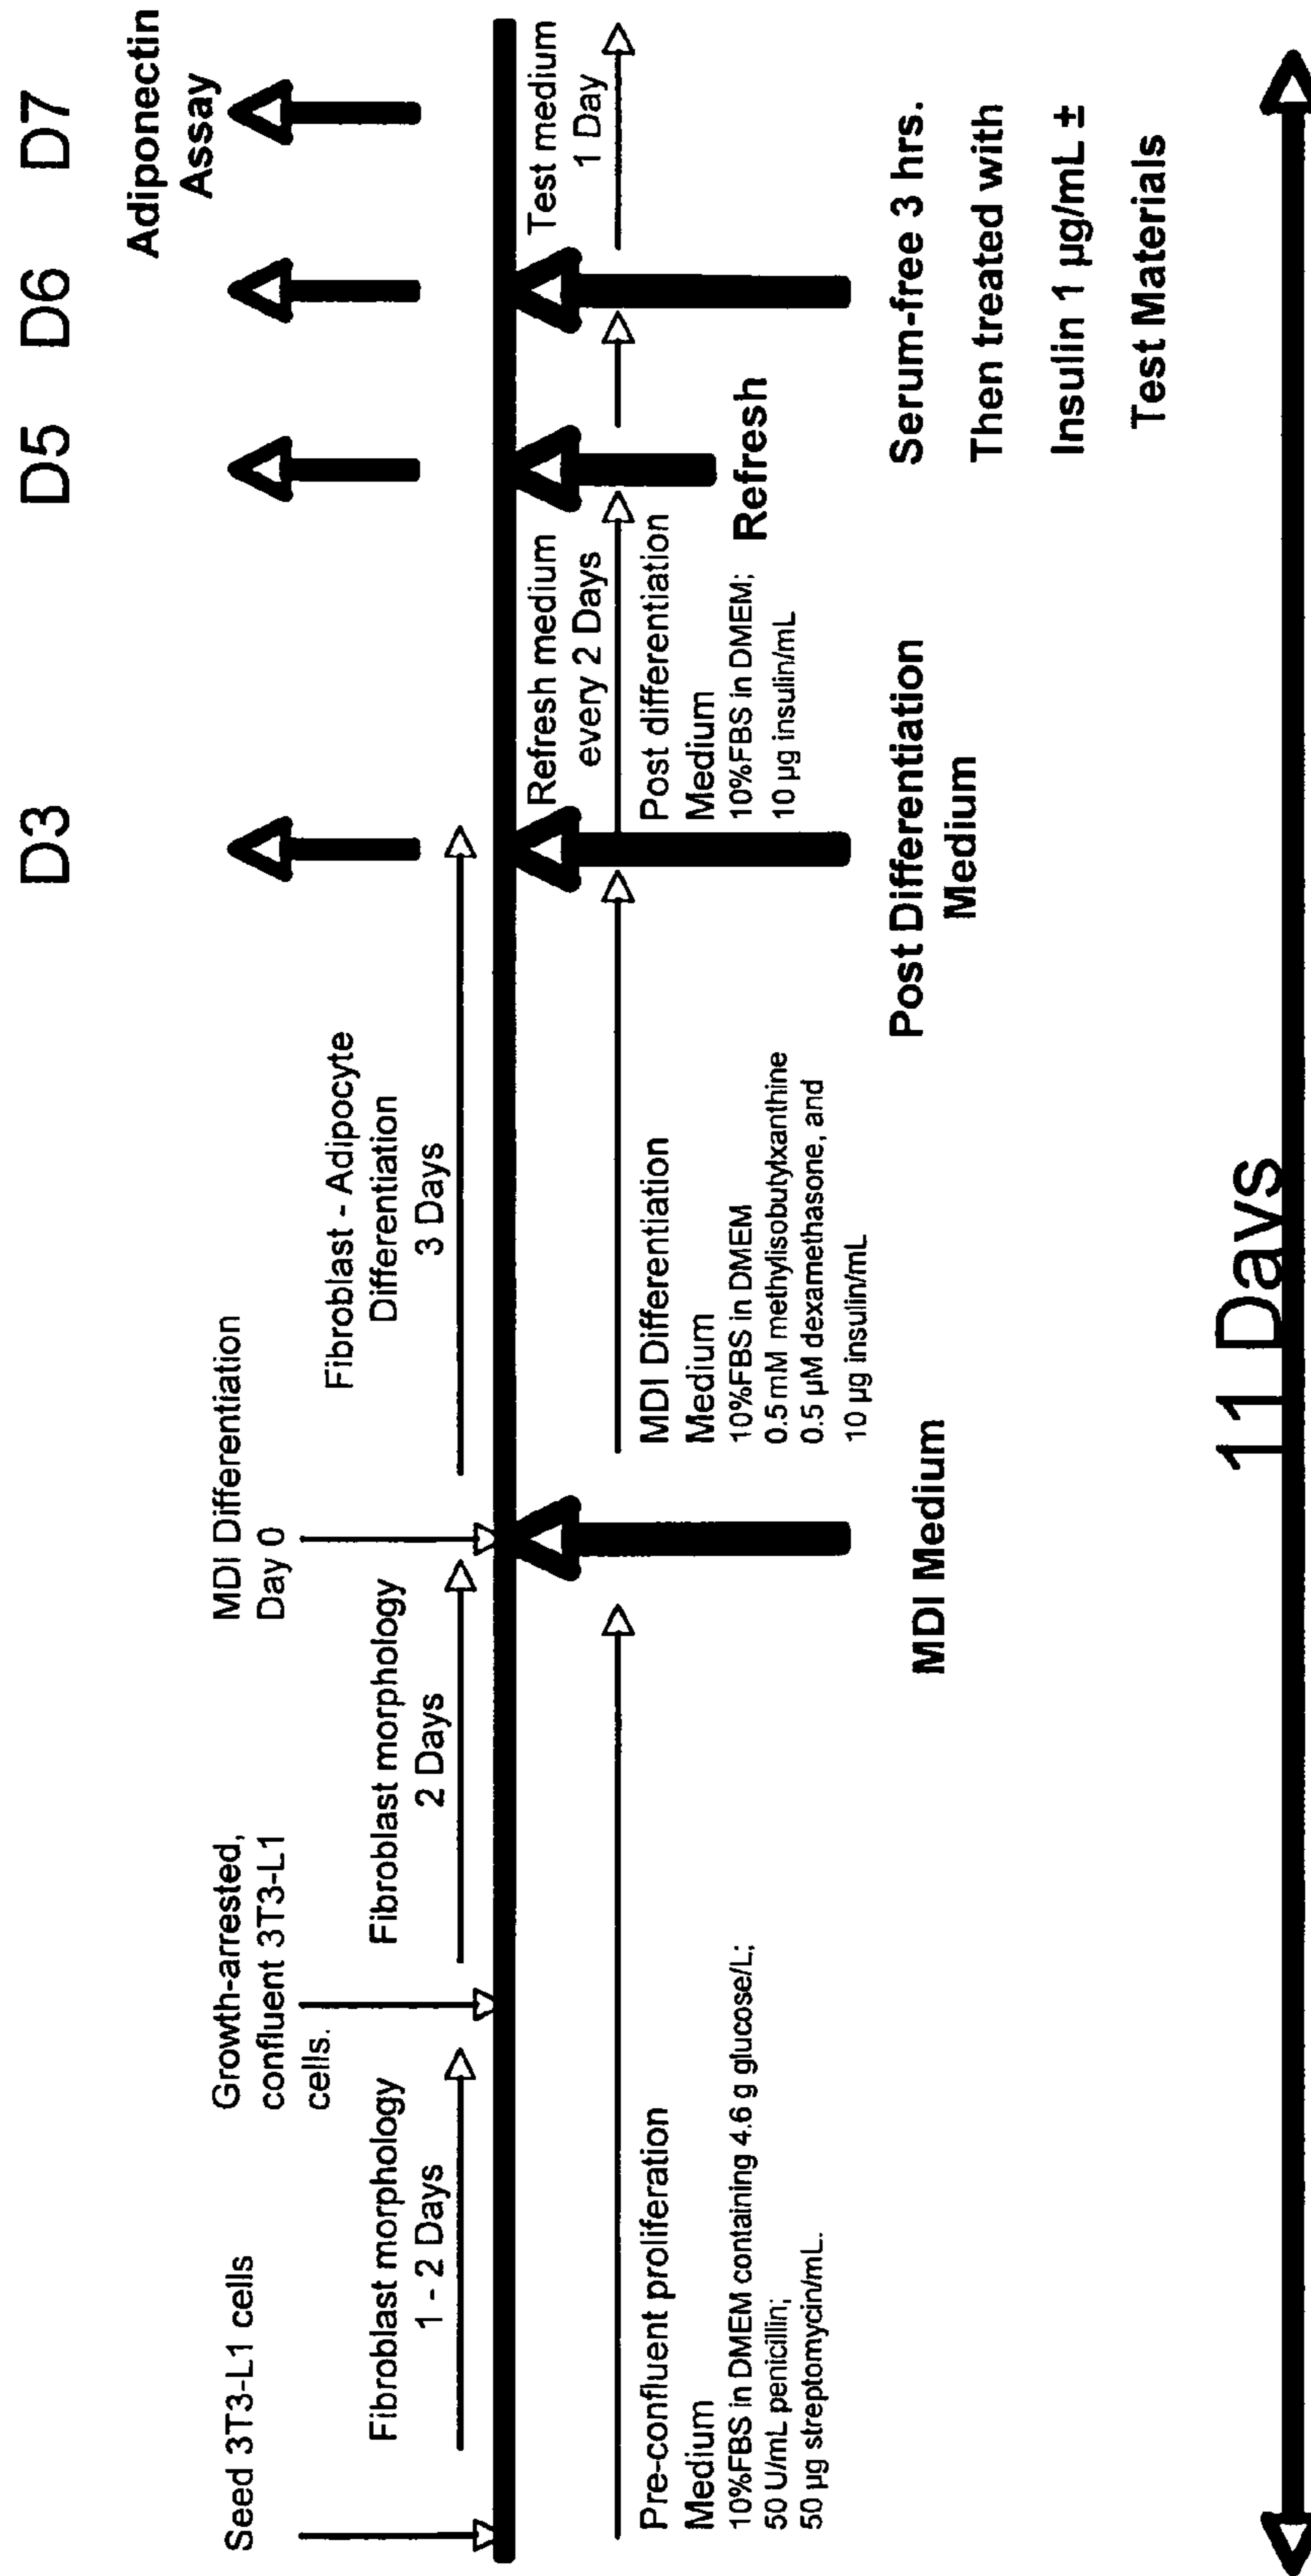 D3
D5
D6
D7
Adiponectin
Assay
Seed 3T3-L1 cells
Growth-arrested,
confluent 3T3-L1
cells.
MDI Differentiation
Day 0
Fibroblast morphology
1 - 2 Days
Fibroblast morphology
2 Days
Fibroblast - Adipocyte
Differentiation
3 Days
Refresh medium
every 2 Days
Test medium
1 Day
Pre-confluent proliferation
Medium
10%FBS in DMEM containing 4.6 g glucose/L;
50 U/mL penicillin;
50 µg streptomycin/mL.
MDI Differentiation
Medium
10%FBS in DMEM
0.5 mM methylisobutylxanthine
0.5 µM dexamethasone, and
10 µg insulin/mL
Post differentiation
Medium
10%FBS in DMEM;
10 µg insulin/mL
Refresh
MDI Medium
Post Differentiation
Medium
Serum-free 3 hrs.
Then treated with
Insulin 1 µg/mL ±
Test Materials
11 Days